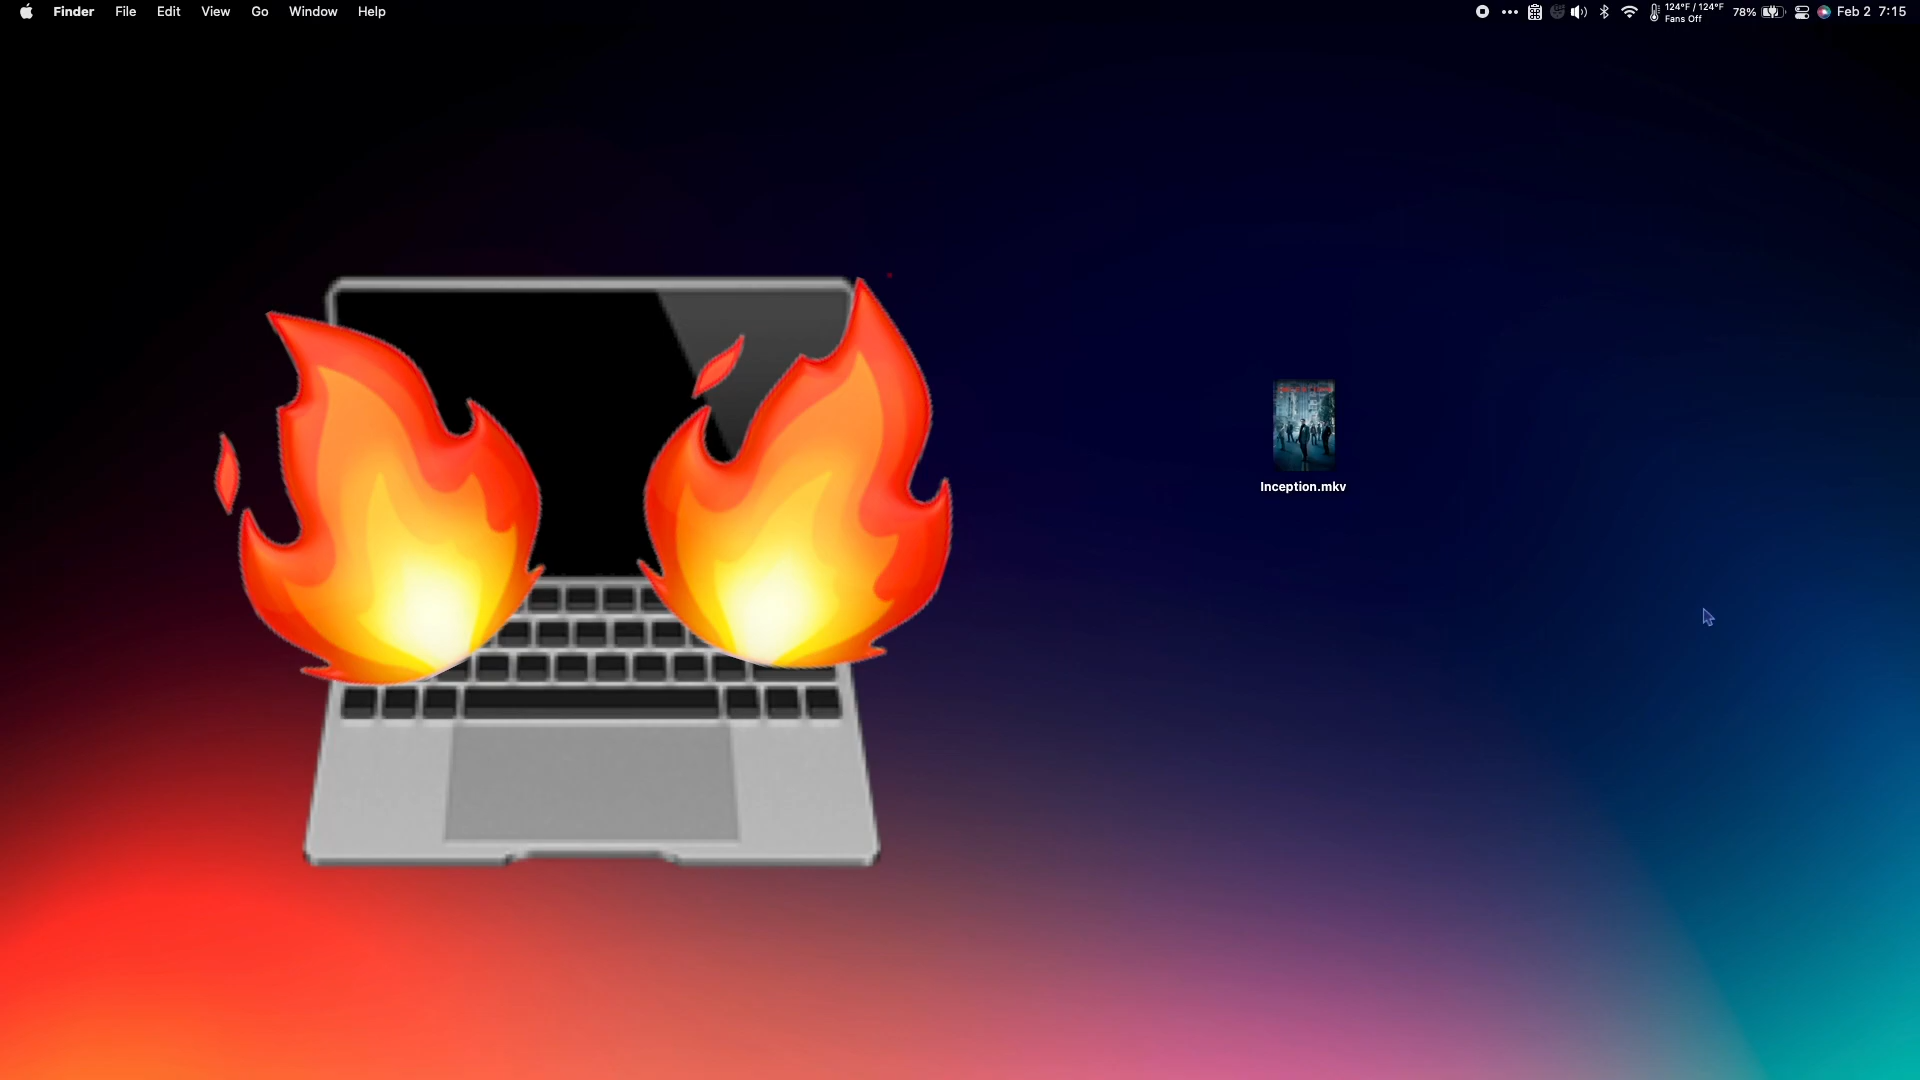 Finder File Edit View Go Window Help
124°F / 124°F
Fans Off
78%
Feb 2 7:15
Inception.mkv